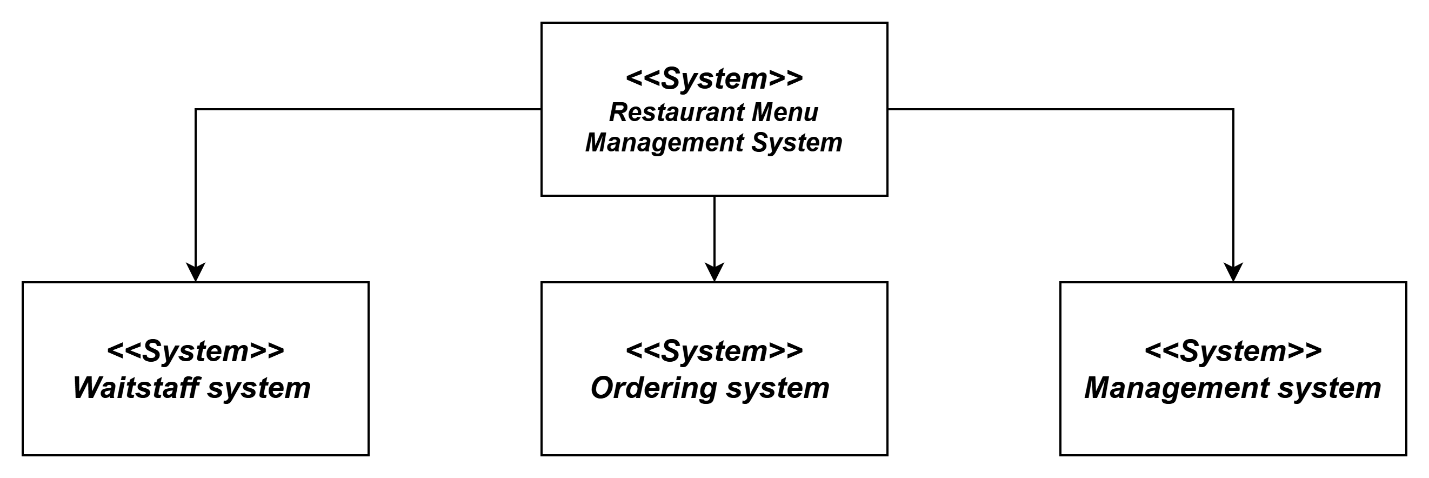 <<System>>
Restaurant Menu
Management System
<<System>>
Waitstaff system
<<System>>
Ordering system
<<System>>
Management system